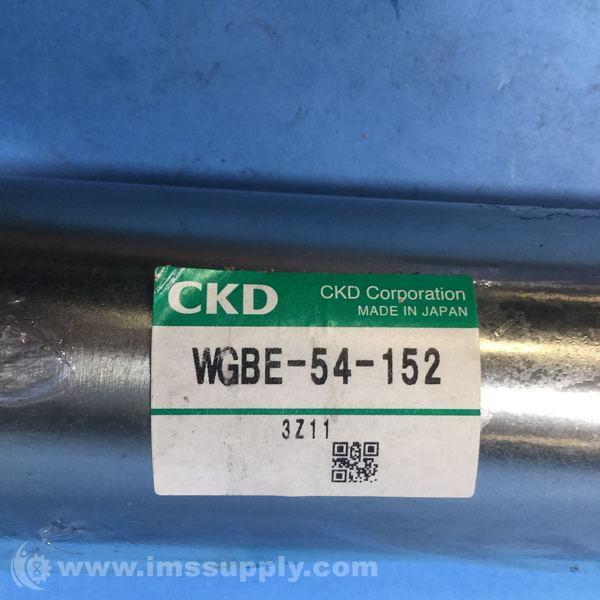 CKD
CKD Corporation
MADE IN JAPAN
WGBE-54-152
3Z11
www.imssupply.com